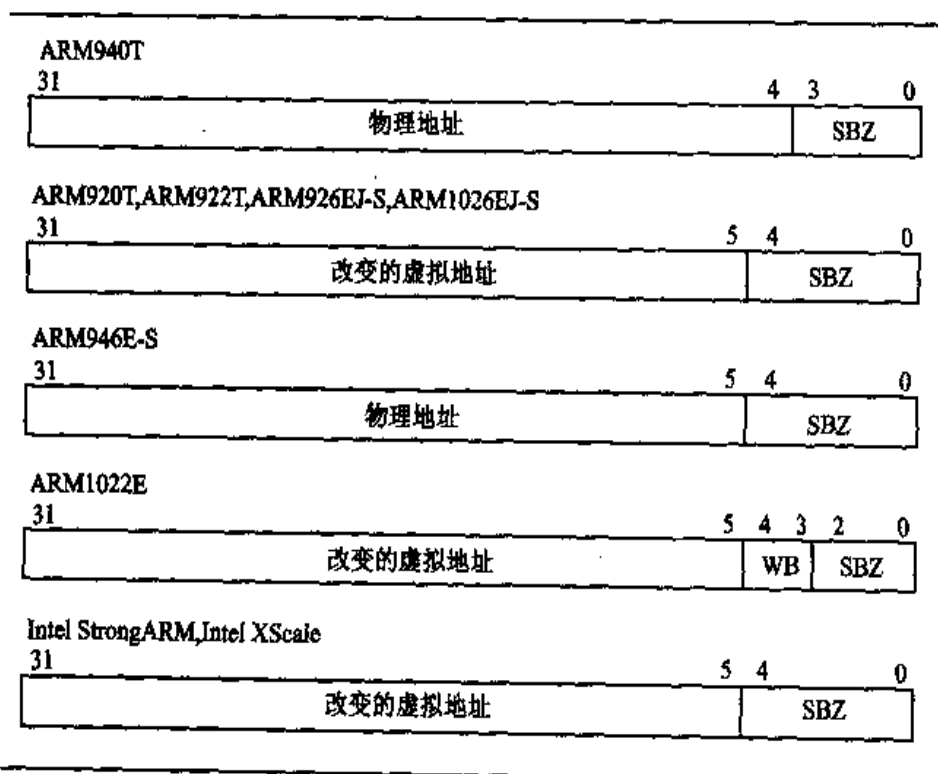 ARM940T
31 4 3 0
物理地址 SBZ
ARM920T,ARM922T,ARM926EJ-S,ARM1026EJ-S
31 5 4 0
改变的虚拟地址 SBZ
ARM946E-S
31 5 4 0
物理地址 SBZ
ARM1022E
31 5 4 3 2 0
改变的虚拟地址 WB SBZ
Intel StrongARM,Intel XScale
31 5 4 0
改变的虚拟地址 SBZ